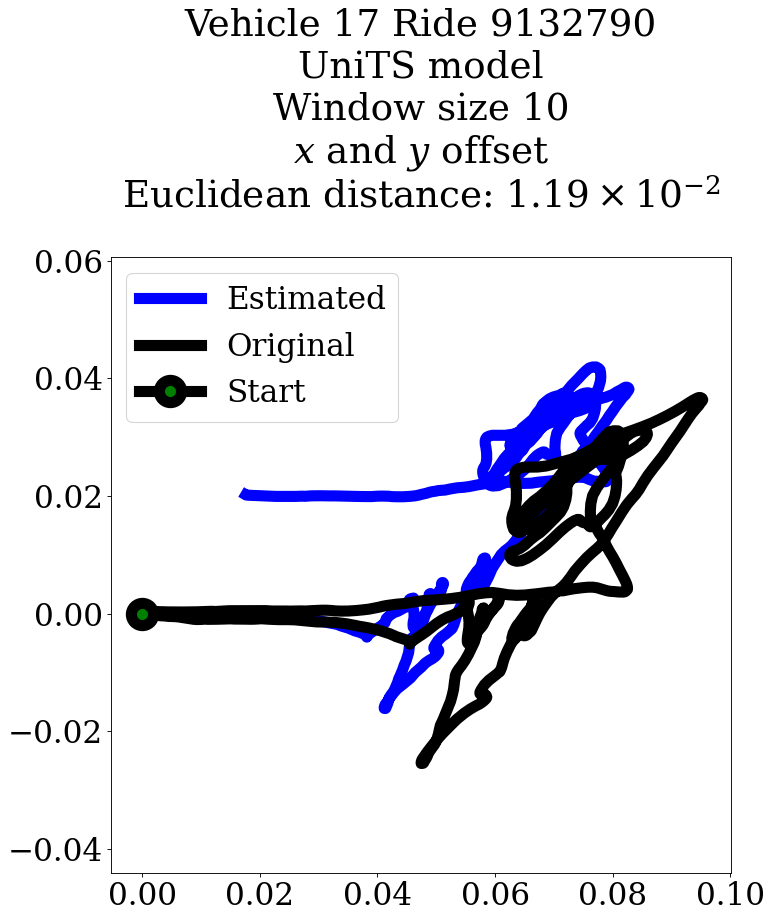 Vehicle 17 Ride 9132790
UniTS model
Window size 10
x and y offset
Euclidean distance: 1.19 × 10⁻²
0.06
Estimated
Original
Start
0.04
0.02
0.00
−0.02
−0.04
0.00 0.02 0.04 0.06 0.08 0.10